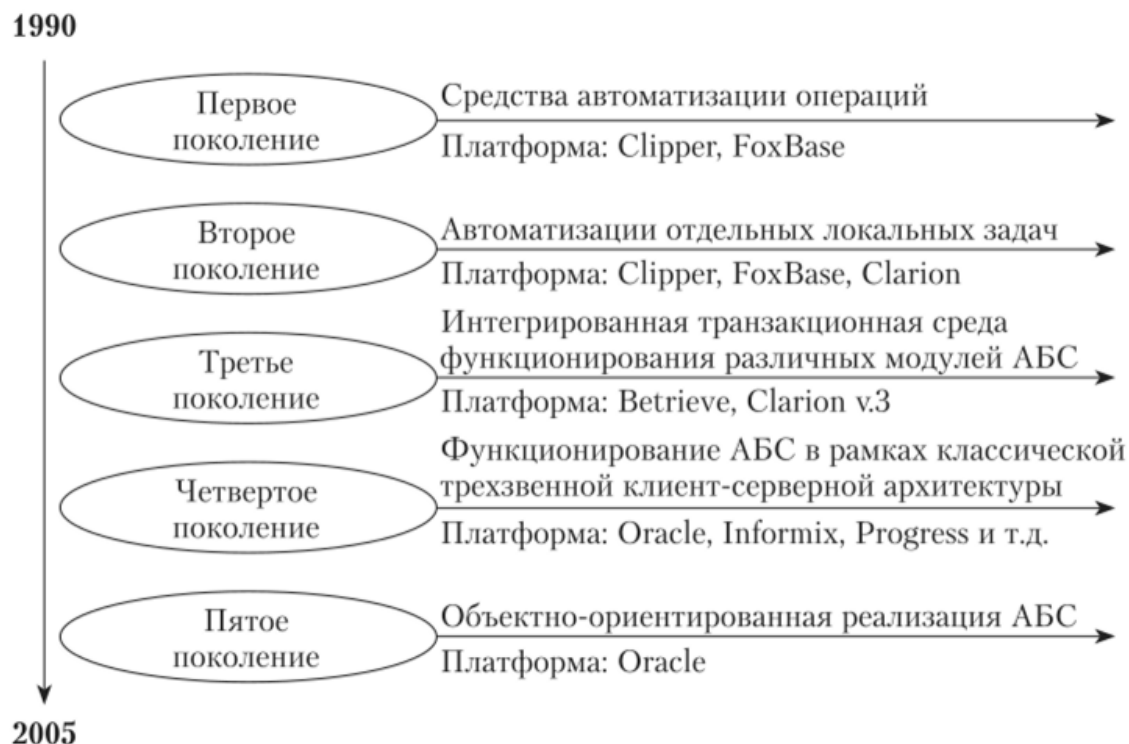 1990
Первое
поколение
Средства автоматизации операций
Платформа: Clipper, FoxBase
Второе
поколение
Автоматизации отдельных локальных задач
Платформа: Clipper, FoxBase, Clarion
Третье
поколение
Интегрированная транзакционная среда
функционирования различных модулей АБС
Платформа: Betrieve, Clarion v.3
Четвертое
поколение
Функционирование АБС в рамках классической
трехзвенной клиент-серверной архитектуры
Платформа: Oracle, Informix, Progress и т.д.
Пятое
поколение
Объектно-ориентированная реализация АБС
Платформа: Oracle
2005